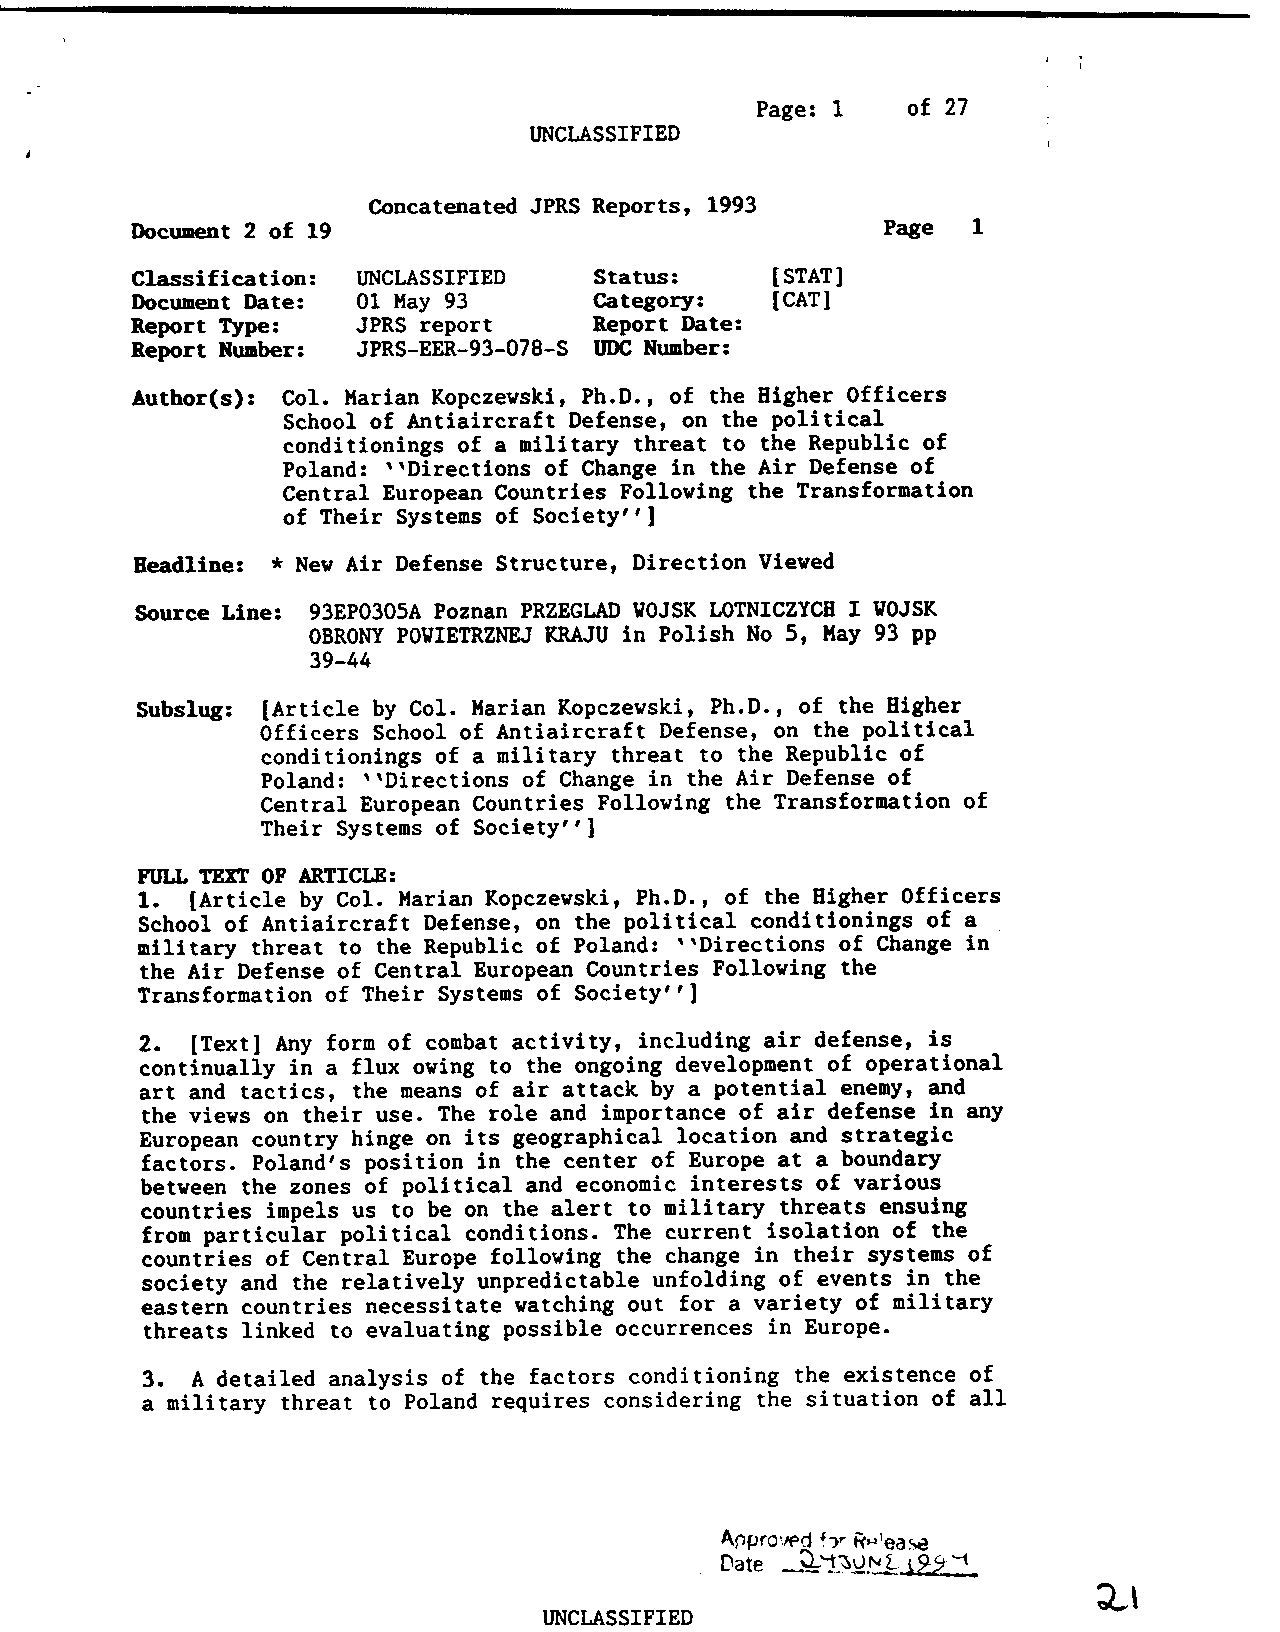 Page: 1 of 27
UNCLASSIFIED
Concatenated JPRS Reports, 1993
Document 2 of 19 Page 1
Classification: UNCLASSIFIED Status: [STAT]
Document Date: 01 May 93 Category: [CAT]
Report Type: JPRS report Report Date:
Report Number: JPRS-EER-93-078-S UDC Number:
Author(s): Col. Marian Kopczewski, Ph.D., of the Higher Officers
School of Antiaircraft Defense, on the political
conditionings of a military threat to the Republic of
Poland: ``Directions of Change in the Air Defense of
Central European Countries Following the Transformation
of Their Systems of Society'']
Headline: * New Air Defense Structure, Direction Viewed
Source Line: 93EP0305A Poznan PRZEGLAD WOJSK LOTNICZYCH I WOJSK
OBRONY POWIETRZNEJ KRAJU in Polish No 5, May 93 pp
39-44
Subslug: [Article by Col. Marian Kopczewski, Ph.D., of the Higher
Officers School of Antiaircraft Defense, on the political
conditionings of a military threat to the Republic of
Poland: ``Directions of Change in the Air Defense of
Central European Countries Following the Transformation of
Their Systems of Society'']
FULL TEXT OF ARTICLE:
1. [Article by Col. Marian Kopczewski, Ph.D., of the Higher Officers
School of Antiaircraft Defense, on the political conditionings of a
military threat to the Republic of Poland: ``Directions of Change in
the Air Defense of Central European Countries Following the
Transformation of Their Systems of Society'']
2. [Text] Any form of combat activity, including air defense, is
continually in a flux owing to the ongoing development of operational
art and tactics, the means of air attack by a potential enemy, and
the views on their use. The role and importance of air defense in any
European country hinge on its geographical location and strategic
factors. Poland's position in the center of Europe at a boundary
between the zones of political and economic interests of various
countries impels us to be on the alert to military threats ensuing
from particular political conditions. The current isolation of the
countries of Central Europe following the change in their systems of
society and the relatively unpredictable unfolding of events in the
eastern countries necessitate watching out for a variety of military
threats linked to evaluating possible occurrences in Europe.
3. A detailed analysis of the factors conditioning the existence of
a military threat to Poland requires considering the situation of all
Approved for Release
Date
21
UNCLASSIFIED